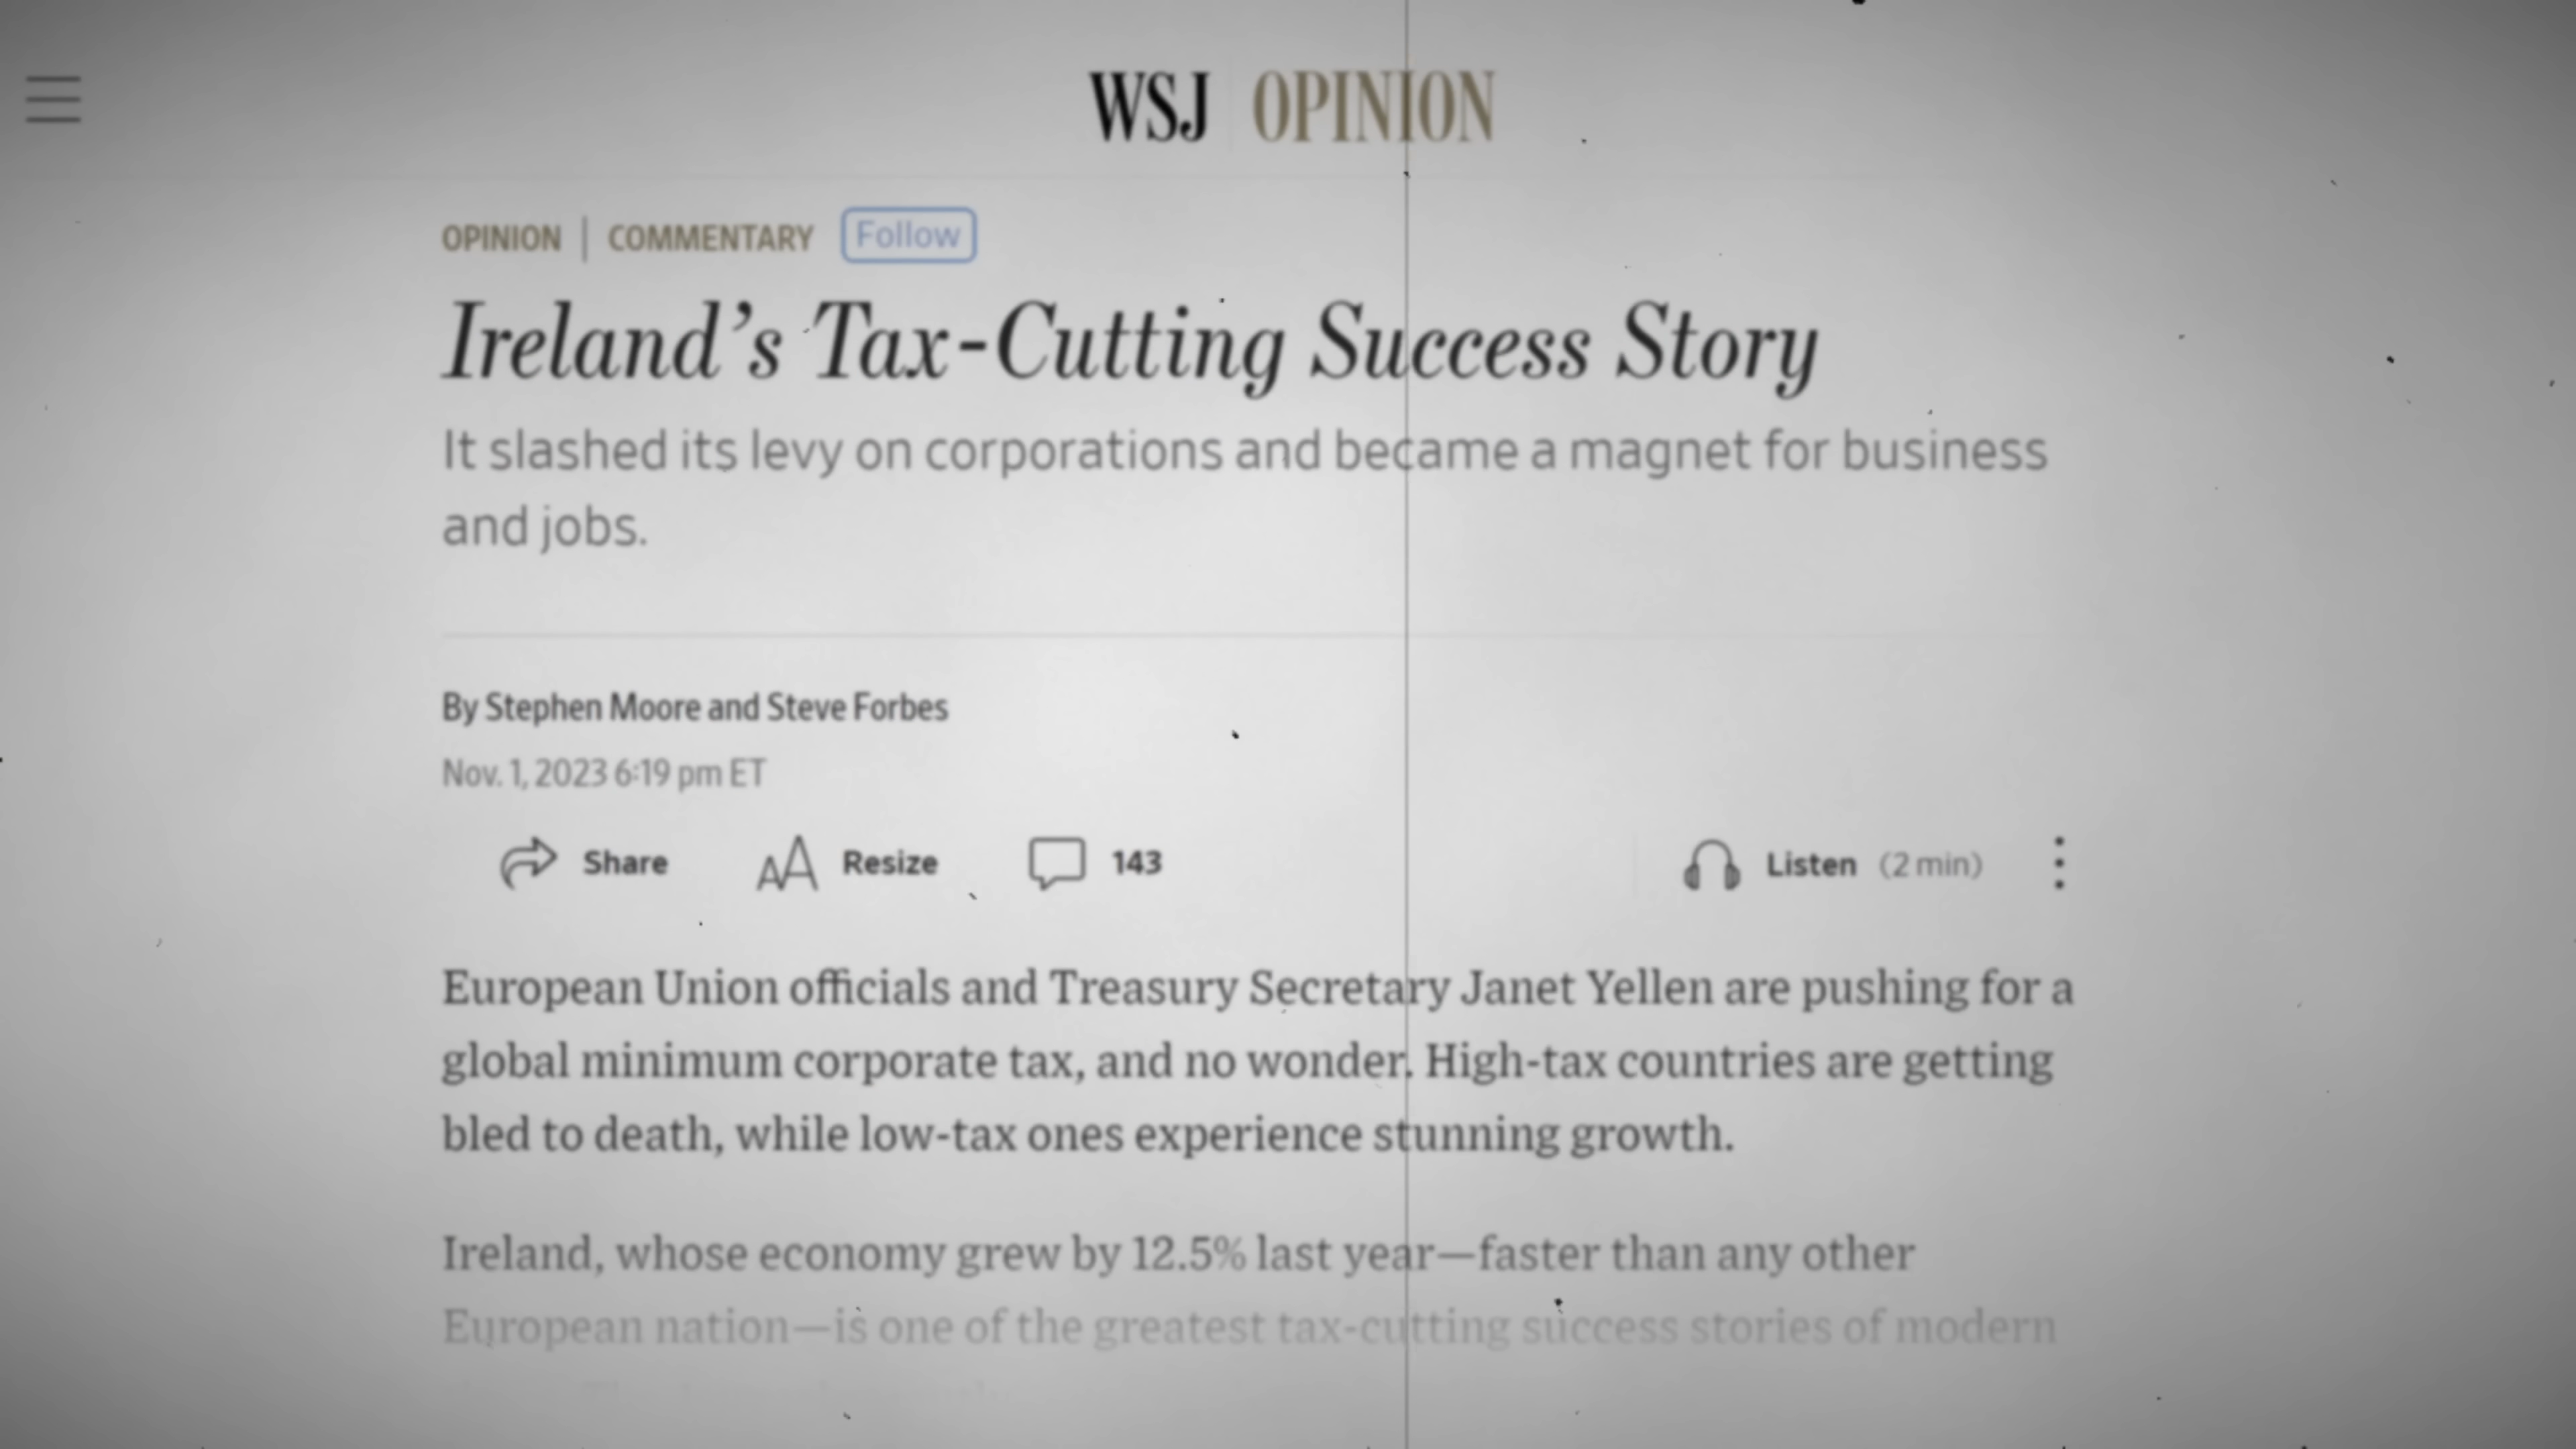 WSJ OPINION
OPINION | COMMENTARY Follow
Ireland's Tax-Cutting Success Story
It slashed its levy on corporations and became a magnet for business
and jobs.
By Stephen Moore and Steve Forbes
Nov. 1, 2023 6:19 pm ET
Share Resize 143 Listen (2 min)
European Union officials and Treasury Secretary Janet Yellen are pushing for a
global minimum corporate tax, and no wonder. High-tax countries are getting
bled to death, while low-tax ones experience stunning growth.
Ireland, whose economy grew by 12.5% last year—faster than any other
European nation—is one of the greatest tax-cutting success stories of modern